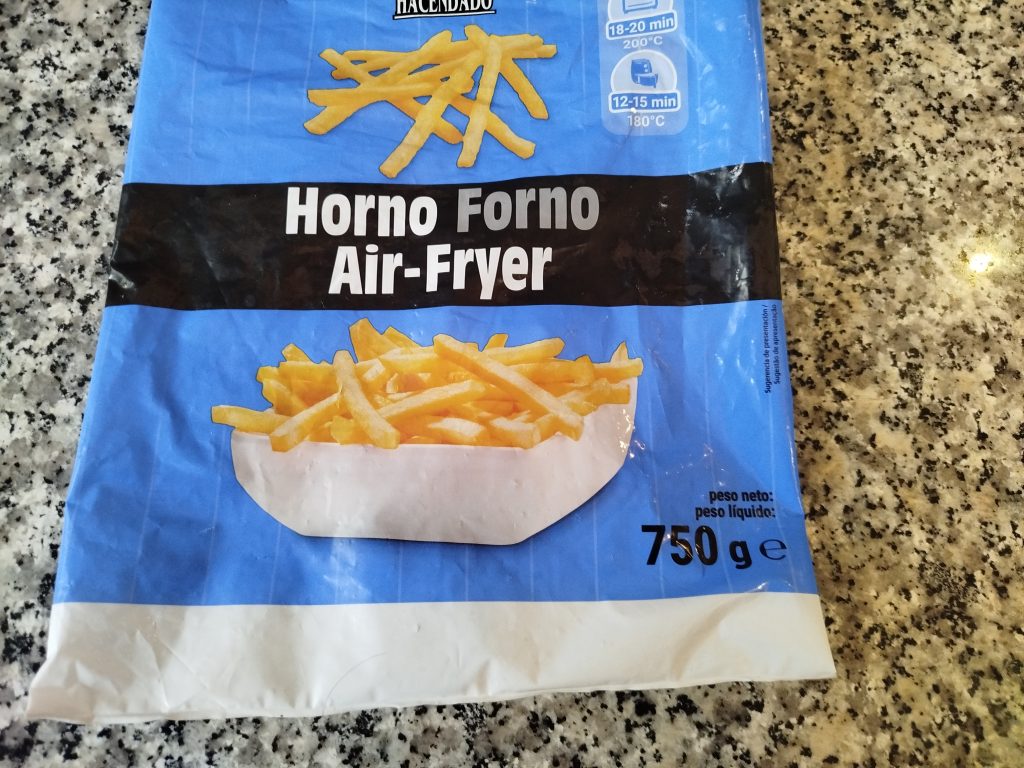 HACENDADO
18-20 min
200°C
12-15 min
180°C
Horno Forno
Air-Fryer
Sugerencia de presentación /
Sugestão de apresentação
peso neto:
peso líquido:
750 g e